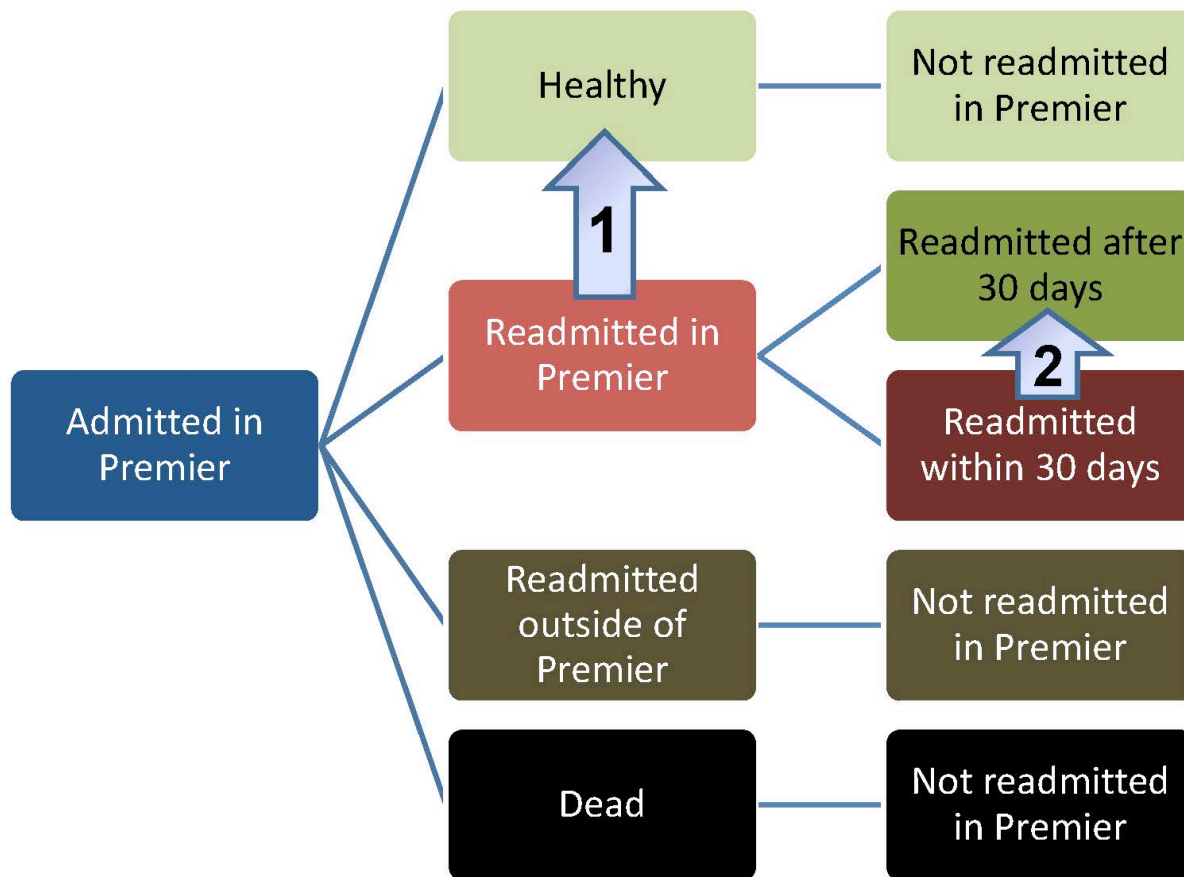 Healthy
Not readmitted
in Premier
1
Readmitted after
30 days
Readmitted in
Premier
2
Admitted in
Premier
Readmitted
within 30 days
Readmitted
outside of
Premier
Not readmitted
in Premier
Dead
Not readmitted
in Premier